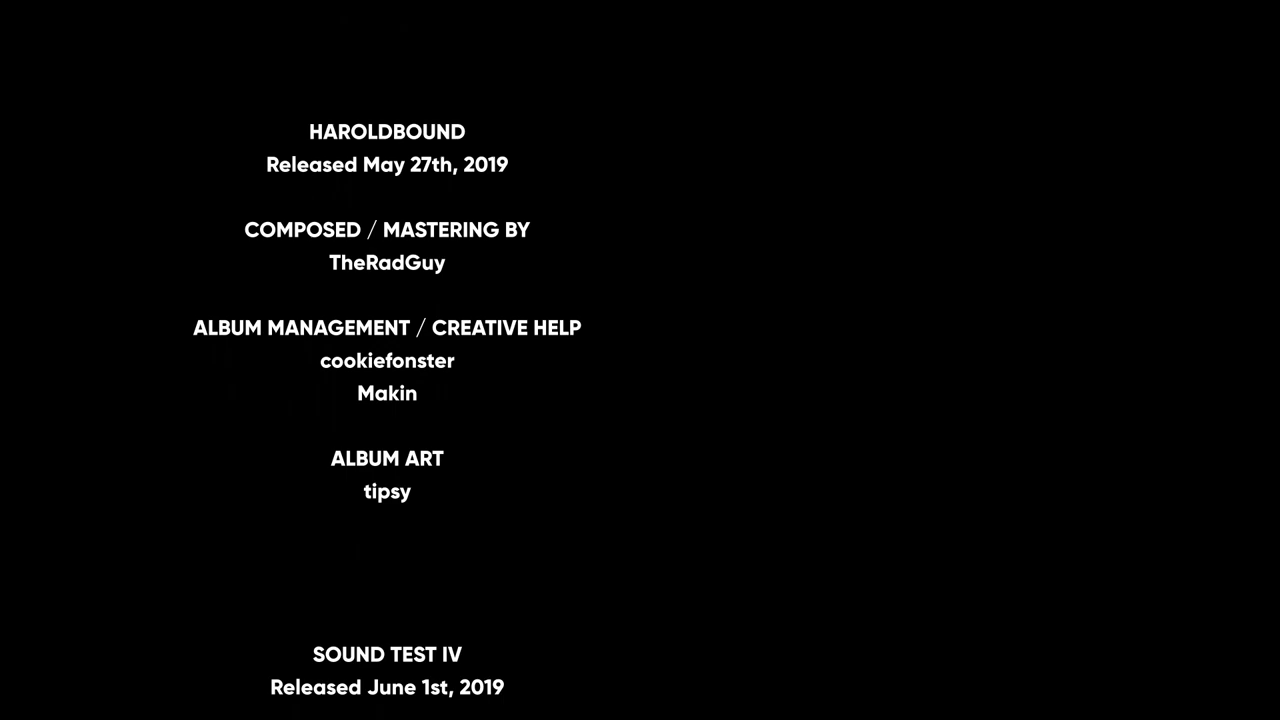 HAROLDBOUND
Released May 27th, 2019
COMPOSED / MASTERING BY
TheRadGuy
ALBUM MANAGEMENT / CREATIVE HELP
cookiefonster
Makin
ALBUM ART
tipsy
SOUND TEST IV
Released June 1st, 2019